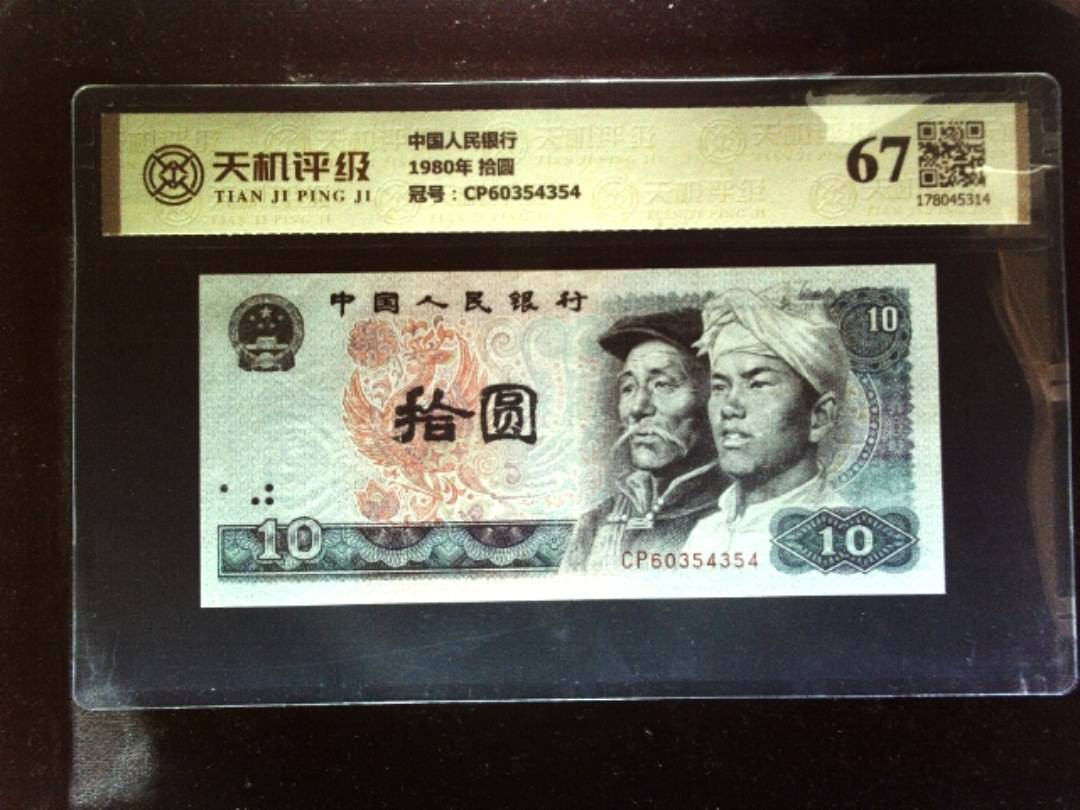 天机评级
TIAN JI PING JI
中国人民银行
1980年 拾圆
冠号：CP60354354
67
178045314
中国人民银行
10
拾圆
10
CP60354354
10